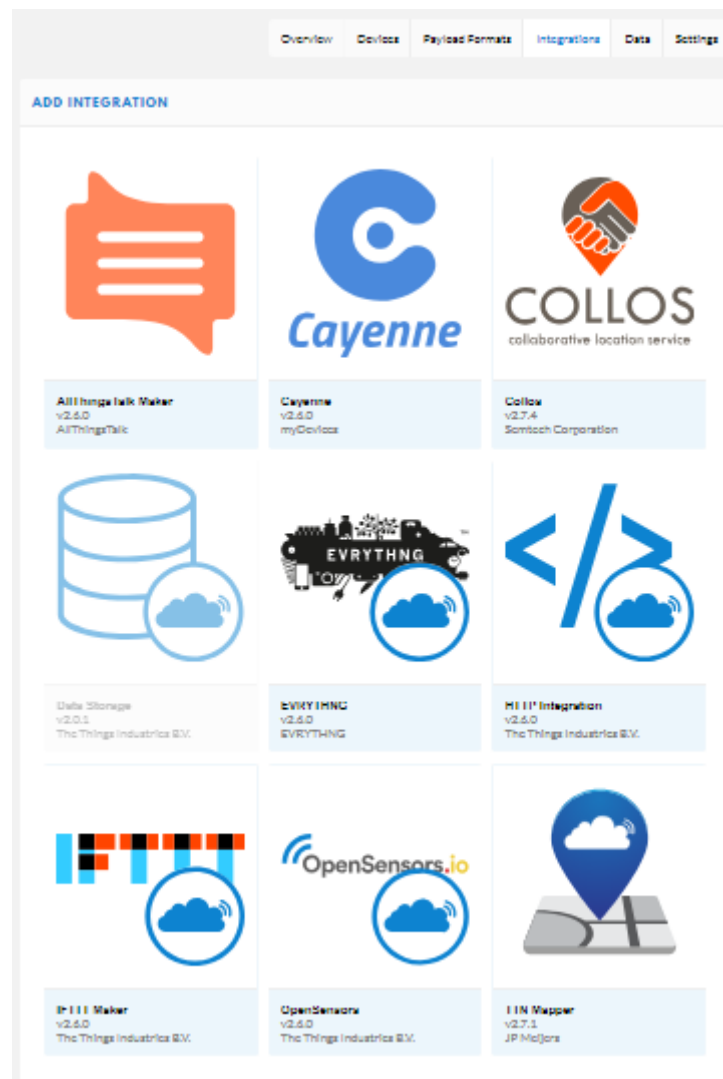 Overview Devices Payload Formats Integrations Data Settings
ADD INTEGRATION
Cayenne
COLLOS
collaborative location service
AllThingsTalk Maker
v2.6.0
AllThingsTalk
Cayenne
v2.6.0
myDevices
Collos
v2.7.4
Semtech Corporation
EVRYTHNG
</>
Data Storage
v2.0.1
The Things Industries B.V.
EVRYTHNG
v2.6.0
EVRYTHNG
HTTP Integration
v2.6.0
The Things Industries B.V.
IFTTT
OpenSensors.io
IFTTT Maker
v2.6.0
The Things Industries B.V.
OpenSensors
v2.6.0
The Things Industries B.V.
TTN Mapper
v2.7.1
JP Meijers